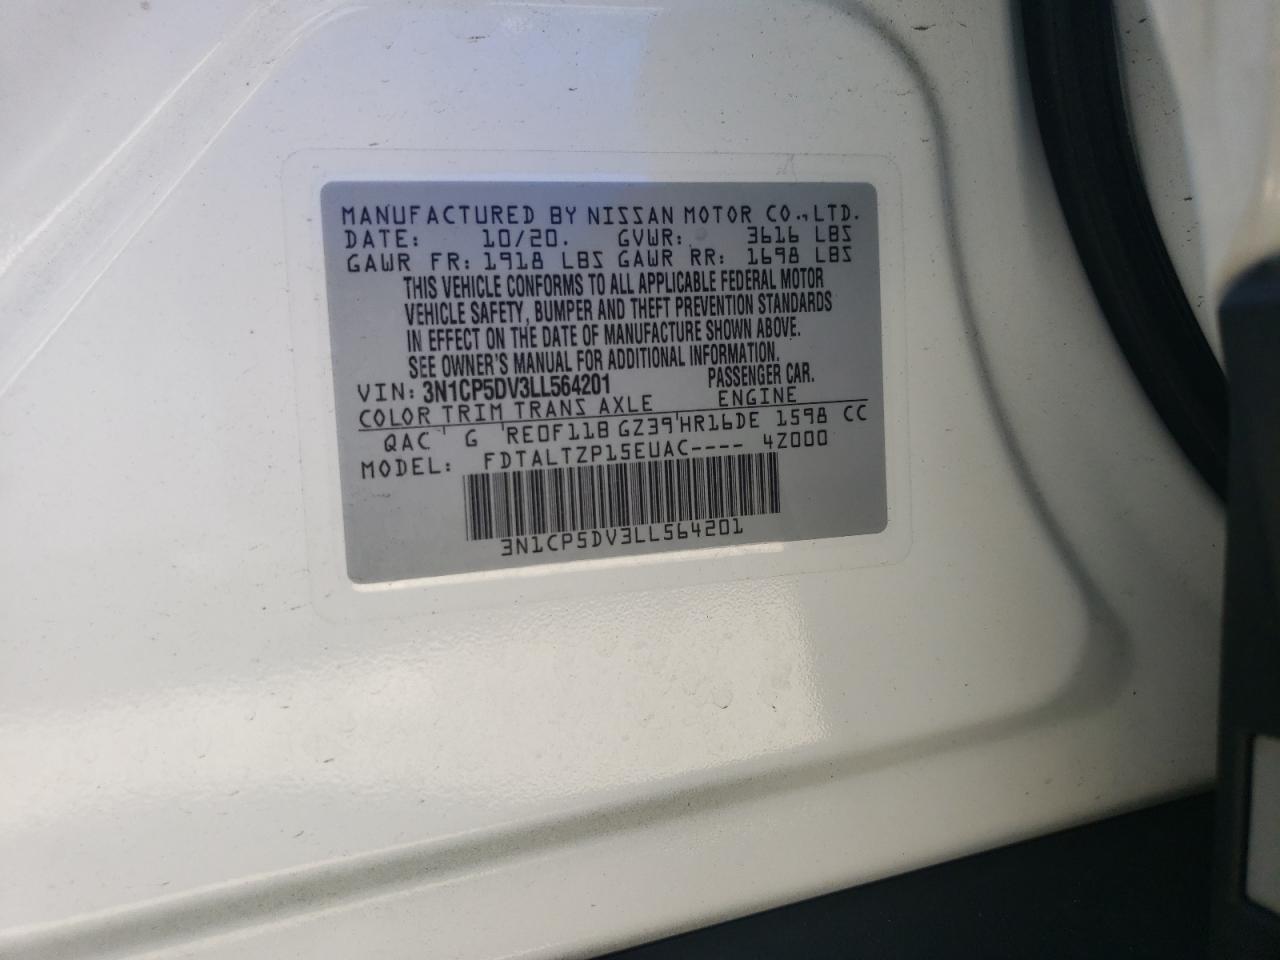 MANUFACTURED BY NISSAN MOTOR CO.,LTD.
DATE: 10/20. GVWR: 3616 LBS
GAWR FR: 1918 LBS GAWR RR: 1698 LBS
THIS VEHICLE CONFORMS TO ALL APPLICABLE FEDERAL MOTOR
VEHICLE SAFETY, BUMPER AND THEFT PREVENTION STANDARDS
IN EFFECT ON THE DATE OF MANUFACTURE SHOWN ABOVE.
SEE OWNER'S MANUAL FOR ADDITIONAL INFORMATION.
VIN: 3N1CP5DV3LL564201 PASSENGER CAR.
COLOR TRIM TRANS AXLE ENGINE
QAC ' G 'RE0F11B GZ39'HR16DE 1598 CC
MODEL: FDTALTZP15EUAC---- 4Z000
3N1CP5DV3LL564201